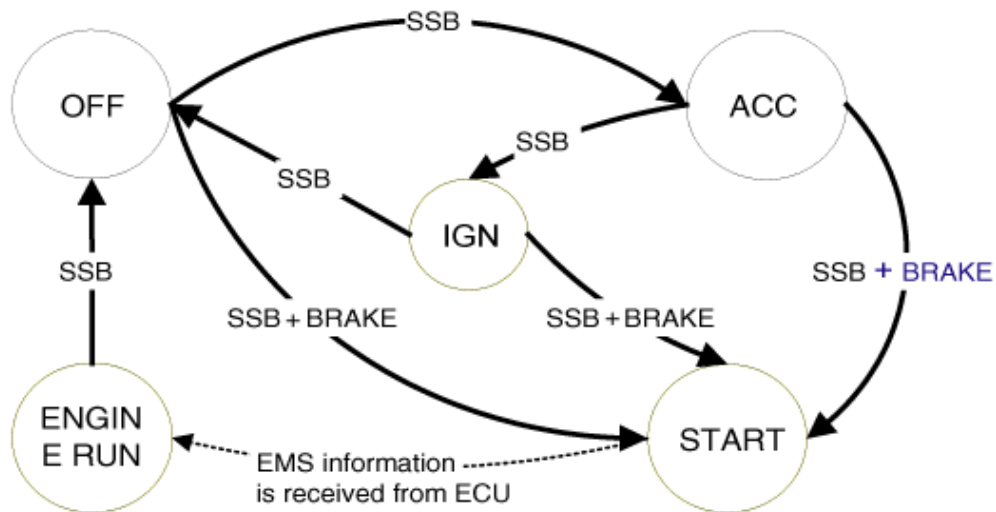 SSB
OFF
ACC
SSB
SSB
IGN
SSB
SSB + BRAKE
SSB + BRAKE
SSB + BRAKE
ENGIN
E RUN
START
EMS information
is received from ECU